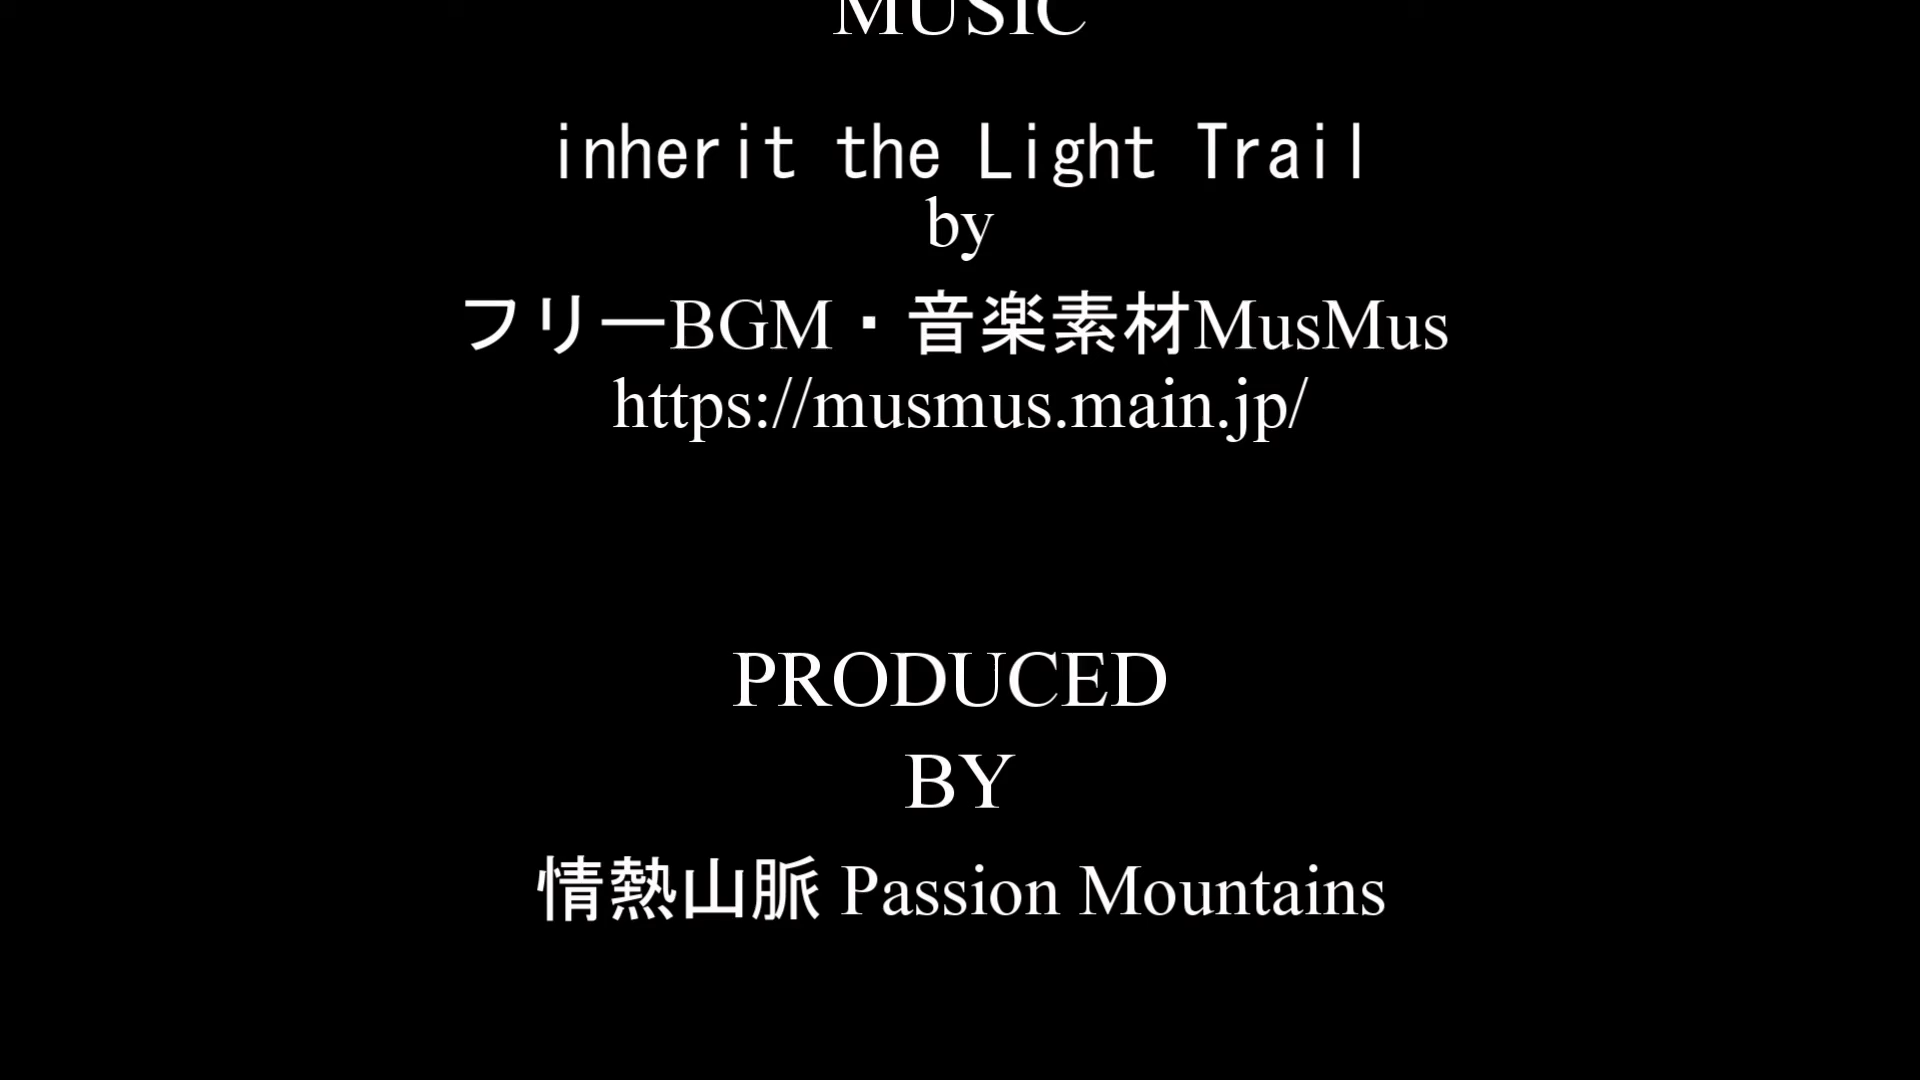 MUSIC
inherit the Light Trail
by
フリーBGM・音楽素材MusMus
https://musmus.main.jp/
PRODUCED
BY
情熱山脈 Passion Mountains